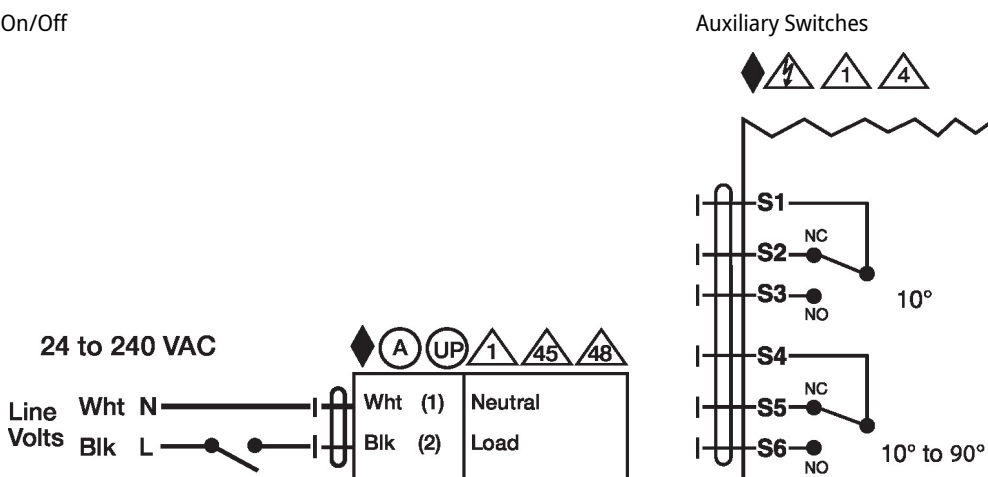 On/Off
24 to 240 VAC
A UP 1 45 48
Line Volts
Wht N
Blk L
Wht (1) Neutral
Blk (2) Load
Auxiliary Switches
1 4
S1
S2 NC
S3 NO
10°
S4
S5 NC
S6 NO
10° to 90°